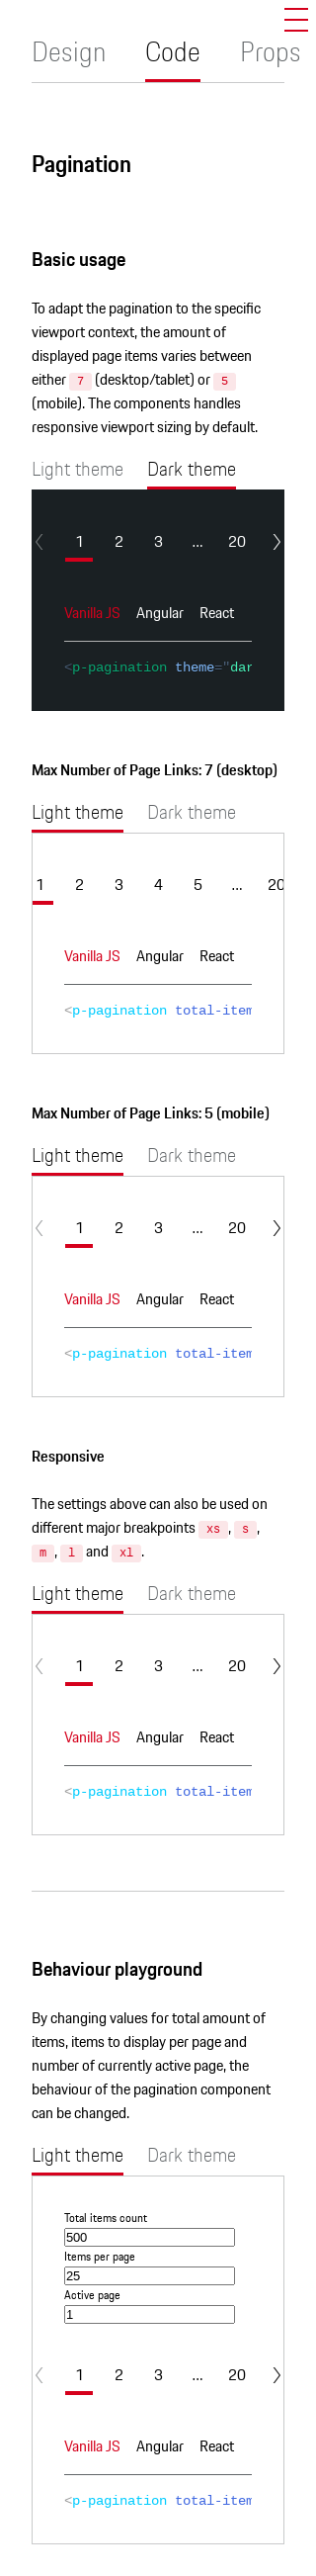 Design Code Props
Pagination
Basic usage
To adapt the pagination to the specific
viewport context, the amount of
displayed page items varies between
either 7 (desktop/tablet) or 5
(mobile). The components handles
responsive viewport sizing by default.
Light theme Dark theme
1 2 3 ... 20
Vanilla JS Angular React
<p-pagination theme="dar
Max Number of Page Links: 7 (desktop)
Light theme Dark theme
1 2 3 4 5 ... 20
Vanilla JS Angular React
<p-pagination total-item
Max Number of Page Links: 5 (mobile)
Light theme Dark theme
1 2 3 ... 20
Vanilla JS Angular React
<p-pagination total-item
Responsive
The settings above can also be used on
different major breakpoints xs, s,
m, l and xl.
Light theme Dark theme
1 2 3 ... 20
Vanilla JS Angular React
<p-pagination total-item
Behaviour playground
By changing values for total amount of
items, items to display per page and
number of currently active page, the
behaviour of the pagination component
can be changed.
Light theme Dark theme
Total items count
500
Items per page
25
Active page
1
1 2 3 ... 20
Vanilla JS Angular React
<p-pagination total-item